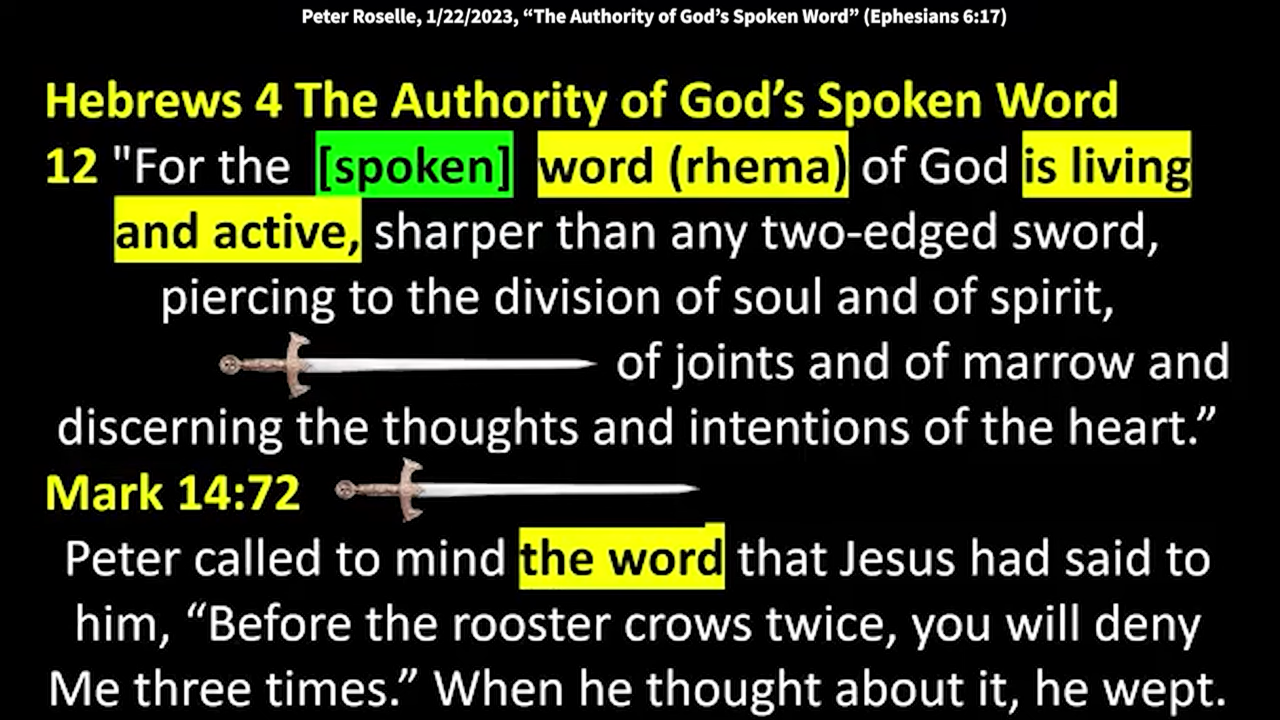 Peter Roselle, 1/22/2023, “The Authority of God’s Spoken Word” (Ephesians 6:17)
Hebrews 4 The Authority of God’s Spoken Word
12 "For the [spoken] word (rhema) of God is living
and active, sharper than any two-edged sword,
piercing to the division of soul and of spirit,
of joints and of marrow and
discerning the thoughts and intentions of the heart.”
Mark 14:72
Peter called to mind the word that Jesus had said to
him, “Before the rooster crows twice, you will deny
Me three times.” When he thought about it, he wept.